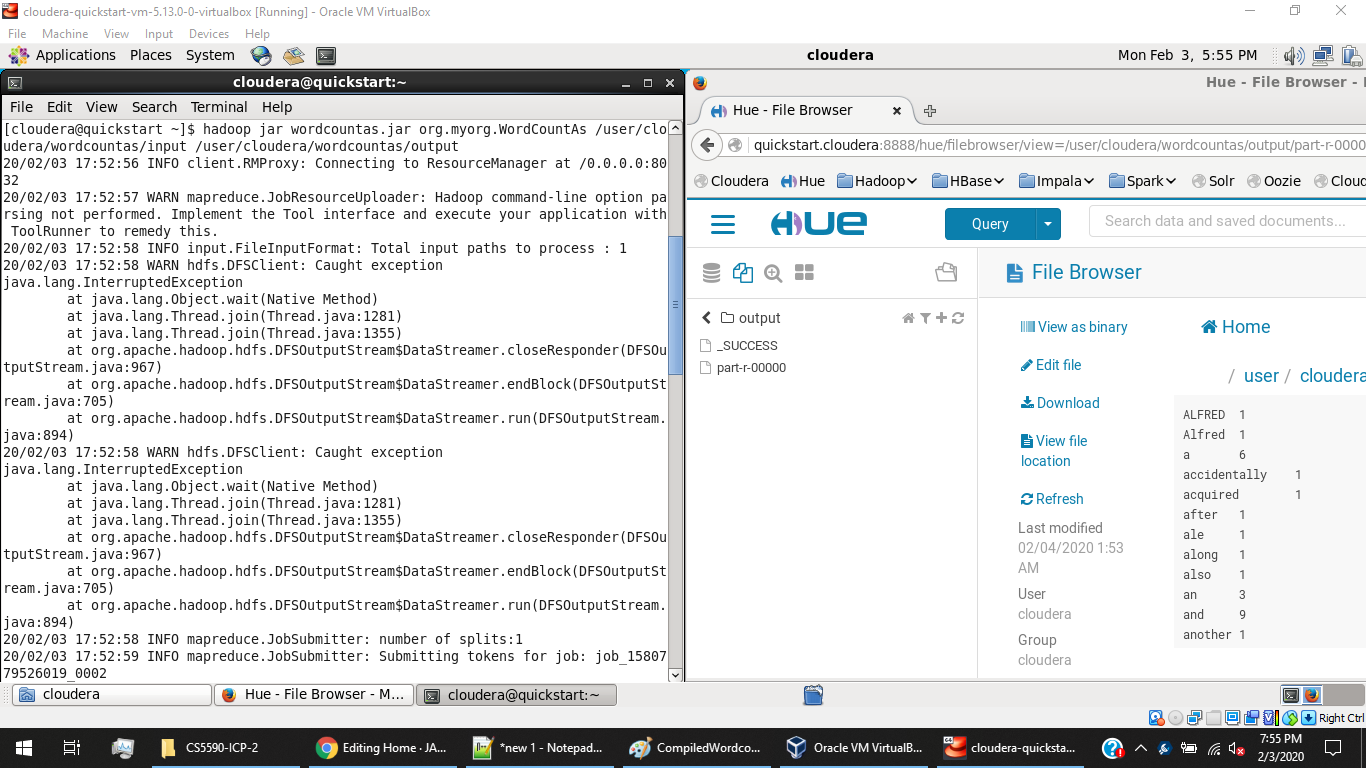 cloudera-quickstart-vm-5.13.0-0-virtualbox [Running] - Oracle VM VirtualBox
File Machine View Input Devices Help
Applications Places System
cloudera
Mon Feb 3, 5:55 PM
cloudera@quickstart:~
File Edit View Search Terminal Help
[cloudera@quickstart ~]$ hadoop jar wordcountas.jar org.myorg.WordCountAs /user/clo
udera/wordcountas/input /user/cloudera/wordcountas/output
20/02/03 17:52:56 INFO client.RMProxy: Connecting to ResourceManager at /0.0.0.0:80
32
20/02/03 17:52:57 WARN mapreduce.JobResourceUploader: Hadoop command-line option pa
rsing not performed. Implement the Tool interface and execute your application with
 ToolRunner to remedy this.
20/02/03 17:52:58 INFO input.FileInputFormat: Total input paths to process : 1
20/02/03 17:52:58 WARN hdfs.DFSClient: Caught exception
java.lang.InterruptedException
at java.lang.Object.wait(Native Method)
at java.lang.Thread.join(Thread.java:1281)
at java.lang.Thread.join(Thread.java:1355)
at org.apache.hadoop.hdfs.DFSOutputStream$DataStreamer.closeResponder(DFSOu
tputStream.java:967)
at org.apache.hadoop.hdfs.DFSOutputStream$DataStreamer.endBlock(DFSOutputSt
ream.java:705)
at org.apache.hadoop.hdfs.DFSOutputStream$DataStreamer.run(DFSOutputStream.
java:894)
20/02/03 17:52:58 WARN hdfs.DFSClient: Caught exception
java.lang.InterruptedException
at java.lang.Object.wait(Native Method)
at java.lang.Thread.join(Thread.java:1281)
at java.lang.Thread.join(Thread.java:1355)
at org.apache.hadoop.hdfs.DFSOutputStream$DataStreamer.closeResponder(DFSOu
tputStream.java:967)
at org.apache.hadoop.hdfs.DFSOutputStream$DataStreamer.endBlock(DFSOutputSt
ream.java:705)
at org.apache.hadoop.hdfs.DFSOutputStream$DataStreamer.run(DFSOutputStream.
java:894)
20/02/03 17:52:58 INFO mapreduce.JobSubmitter: number of splits:1
20/02/03 17:52:59 INFO mapreduce.JobSubmitter: Submitting tokens for job: job_15807
79526019_0002
Hue - File Browser -
Hue - File Browser
quickstart.cloudera:8888/hue/filebrowser/view=/user/cloudera/wordcountas/output/part-r-0000
Cloudera Hue Hadoop HBase Impala Spark Solr Oozie Cloud
HUE
Query
Search data and saved documents...
File Browser
output
_SUCCESS
part-r-00000
View as binary
Edit file
Download
View file
location
Refresh
Last modified
02/04/2020 1:53
AM
User
cloudera
Group
cloudera
Home
/ user / cloudera
ALFRED 1
Alfred 1
a 6
accidentally 1
acquired 1
after 1
ale 1
along 1
also 1
an 3
and 9
another 1
cloudera
Hue - File Browser - M...
cloudera@quickstart:~
Right Ctrl
CS5590-ICP-2
Editing Home · JA...
*new 1 - Notepad...
CompiledWordco...
Oracle VM VirtualB...
cloudera-quicksta...
7:55 PM
2/3/2020